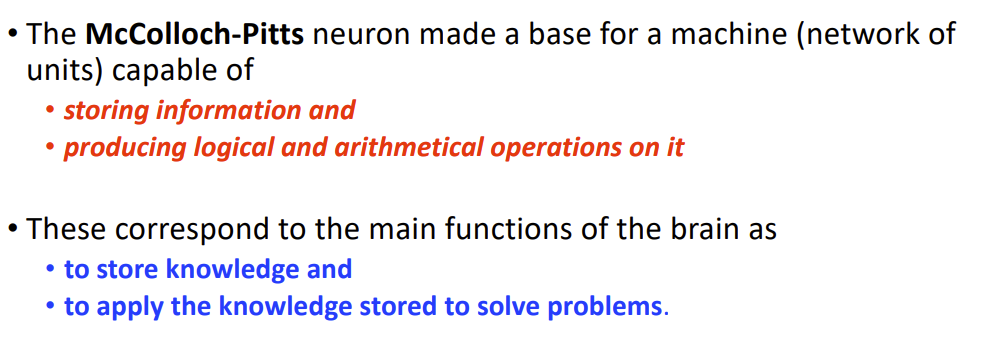 • The McColloch-Pitts neuron made a base for a machine (network of
units) capable of
• storing information and
• producing logical and arithmetical operations on it
• These correspond to the main functions of the brain as
• to store knowledge and
• to apply the knowledge stored to solve problems.